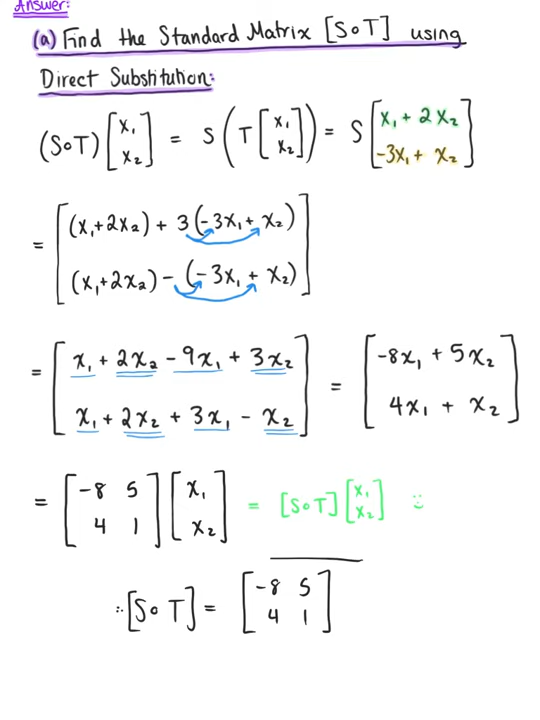 Answer:
(a) Find the Standard Matrix [S∘T] using
Direct Substitution:
(S∘T)[x₁; x₂] = S(T[x₁; x₂]) = S[x₁ + 2x₂; -3x₁ + x₂]
= [(x₁+2x₂) + 3(-3x₁ + x₂); (x₁+2x₂) - (-3x₁ + x₂)]
= [x₁ + 2x₂ - 9x₁ + 3x₂; x₁ + 2x₂ + 3x₁ - x₂] = [-8x₁ + 5x₂; 4x₁ + x₂]
= [-8 5; 4 1][x₁; x₂] = [S∘T][x₁; x₂] :)
∴ [S∘T] = [-8 5; 4 1]